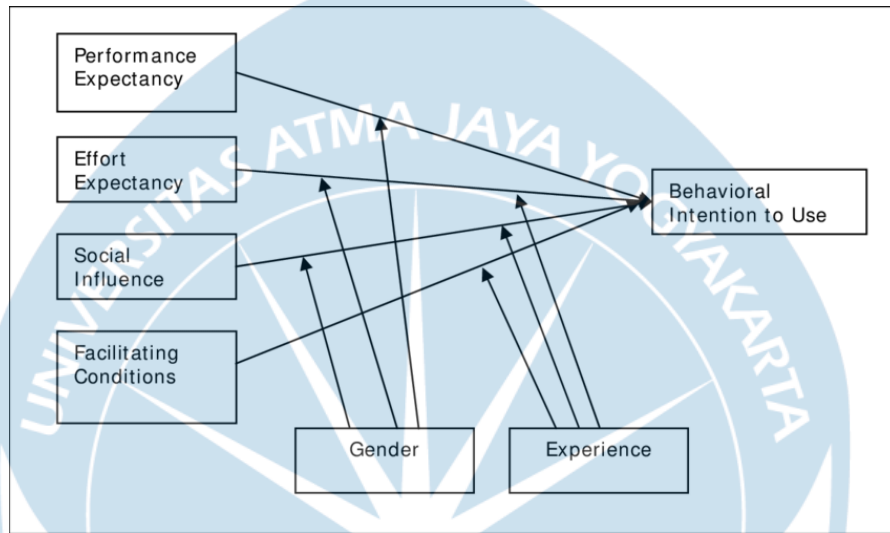 Performance
Expectancy
Effort
Expectancy
Social
Influence
Facilitating
Conditions
Behavioral
Intention to Use
Gender
Experience
UNIVERSITAS ATMA JAYA YOGYAKARTA